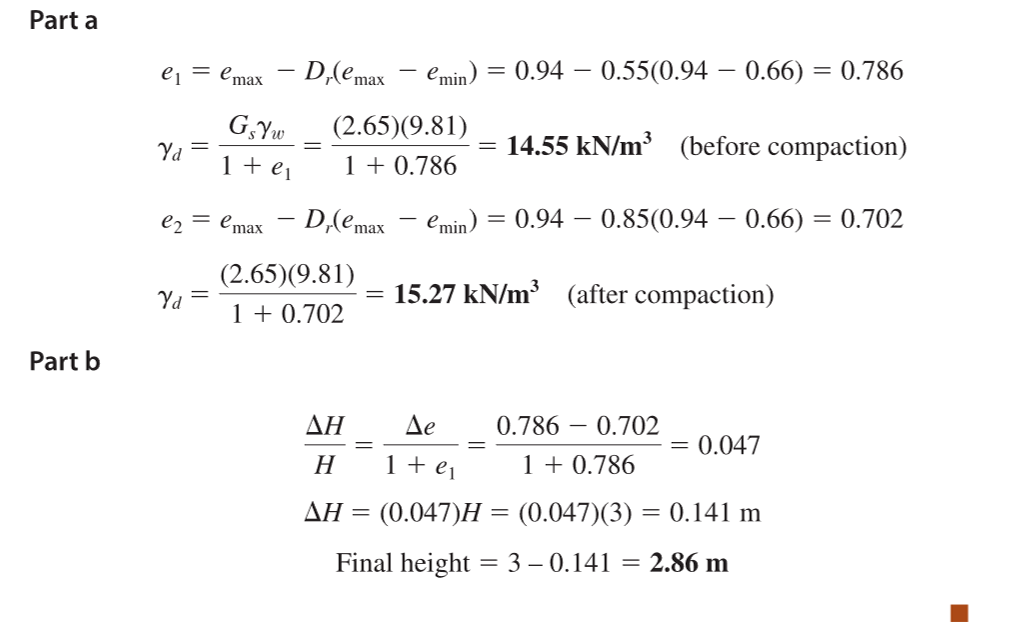 Part a
e₁ = e_max − D_r(e_max − e_min) = 0.94 − 0.55(0.94 − 0.66) = 0.786
γ_d = G_sγ_w / (1 + e₁) = (2.65)(9.81) / (1 + 0.786) = 14.55 kN/m³ (before compaction)
e₂ = e_max − D_r(e_max − e_min) = 0.94 − 0.85(0.94 − 0.66) = 0.702
γ_d = (2.65)(9.81) / (1 + 0.702) = 15.27 kN/m³ (after compaction)
Part b
ΔH / H = Δe / (1 + e₁) = (0.786 − 0.702) / (1 + 0.786) = 0.047
ΔH = (0.047)H = (0.047)(3) = 0.141 m
Final height = 3 – 0.141 = 2.86 m